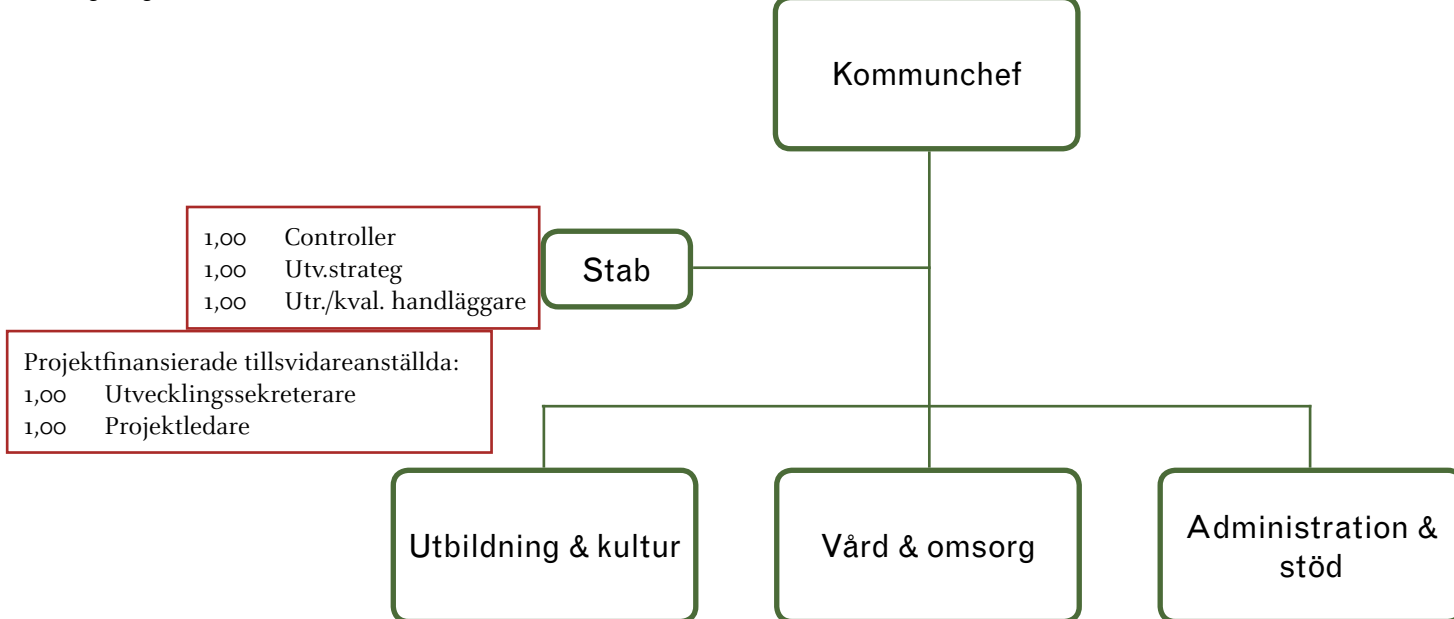 Kommunchef
1,00 Controller
1,00 Utv.strateg
1,00 Utr./kval. handläggare
Stab
Projektfinansierade tillsvidareanställda:
1,00 Utvecklingssekreterare
1,00 Projektledare
Utbildning & kultur
Vård & omsorg
Administration &
stöd